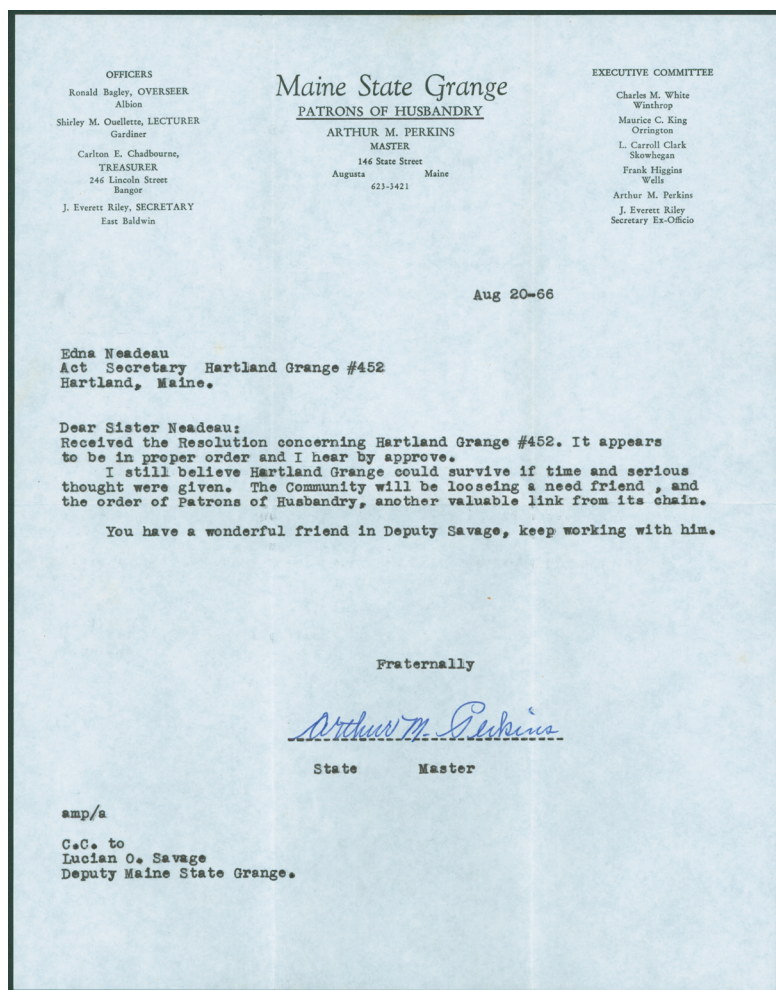 OFFICERS
Ronald Bagley, OVERSEER
Albion
Shirley M. Ouellette, LECTURER
Gardiner
Carlton E. Chadbourne,
TREASURER
246 Lincoln Street
Bangor
J. Everett Riley, SECRETARY
East Baldwin
Maine State Grange
PATRONS OF HUSBANDRY
ARTHUR M. PERKINS
MASTER
146 State Street
Augusta Maine
623-3421
EXECUTIVE COMMITTEE
Charles M. White
Winthrop
Maurice C. King
Orrington
L. Carroll Clark
Skowhegan
Frank Higgins
Wells
Arthur M. Perkins
J. Everett Riley
Secretary Ex-Officio
Aug 20-66
Edna Neadeau
Act Secretary Hartland Grange #452
Hartland, Maine.
Dear Sister Neadeau:
Received the Resolution concerning Hartland Grange #452. It appears
to be in proper order and I hear by approve.
I still believe Hartland Grange could survive if time and serious
thought were given. The Community will be looseing a need friend , and
the order of Patrons of Husbandry, another valuable link from its chain.
You have a wonderful friend in Deputy Savage, keep working with him.
Fraternally
Arthur M. Perkins
State Master
amp/a
C.C. to
Lucian O. Savage
Deputy Maine State Grange.